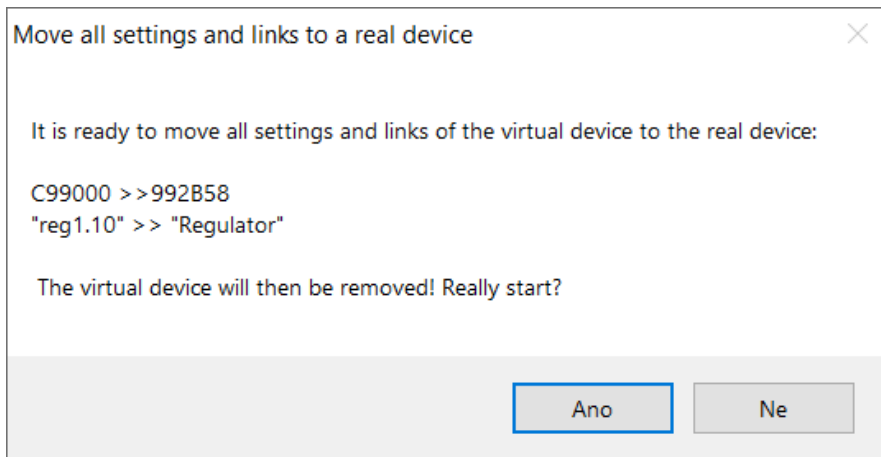 Move all settings and links to a real device
It is ready to move all settings and links of the virtual device to the real device:
C99000 >>992B58
"reg1.10" >> "Regulator"
The virtual device will then be removed! Really start?
Ano
Ne